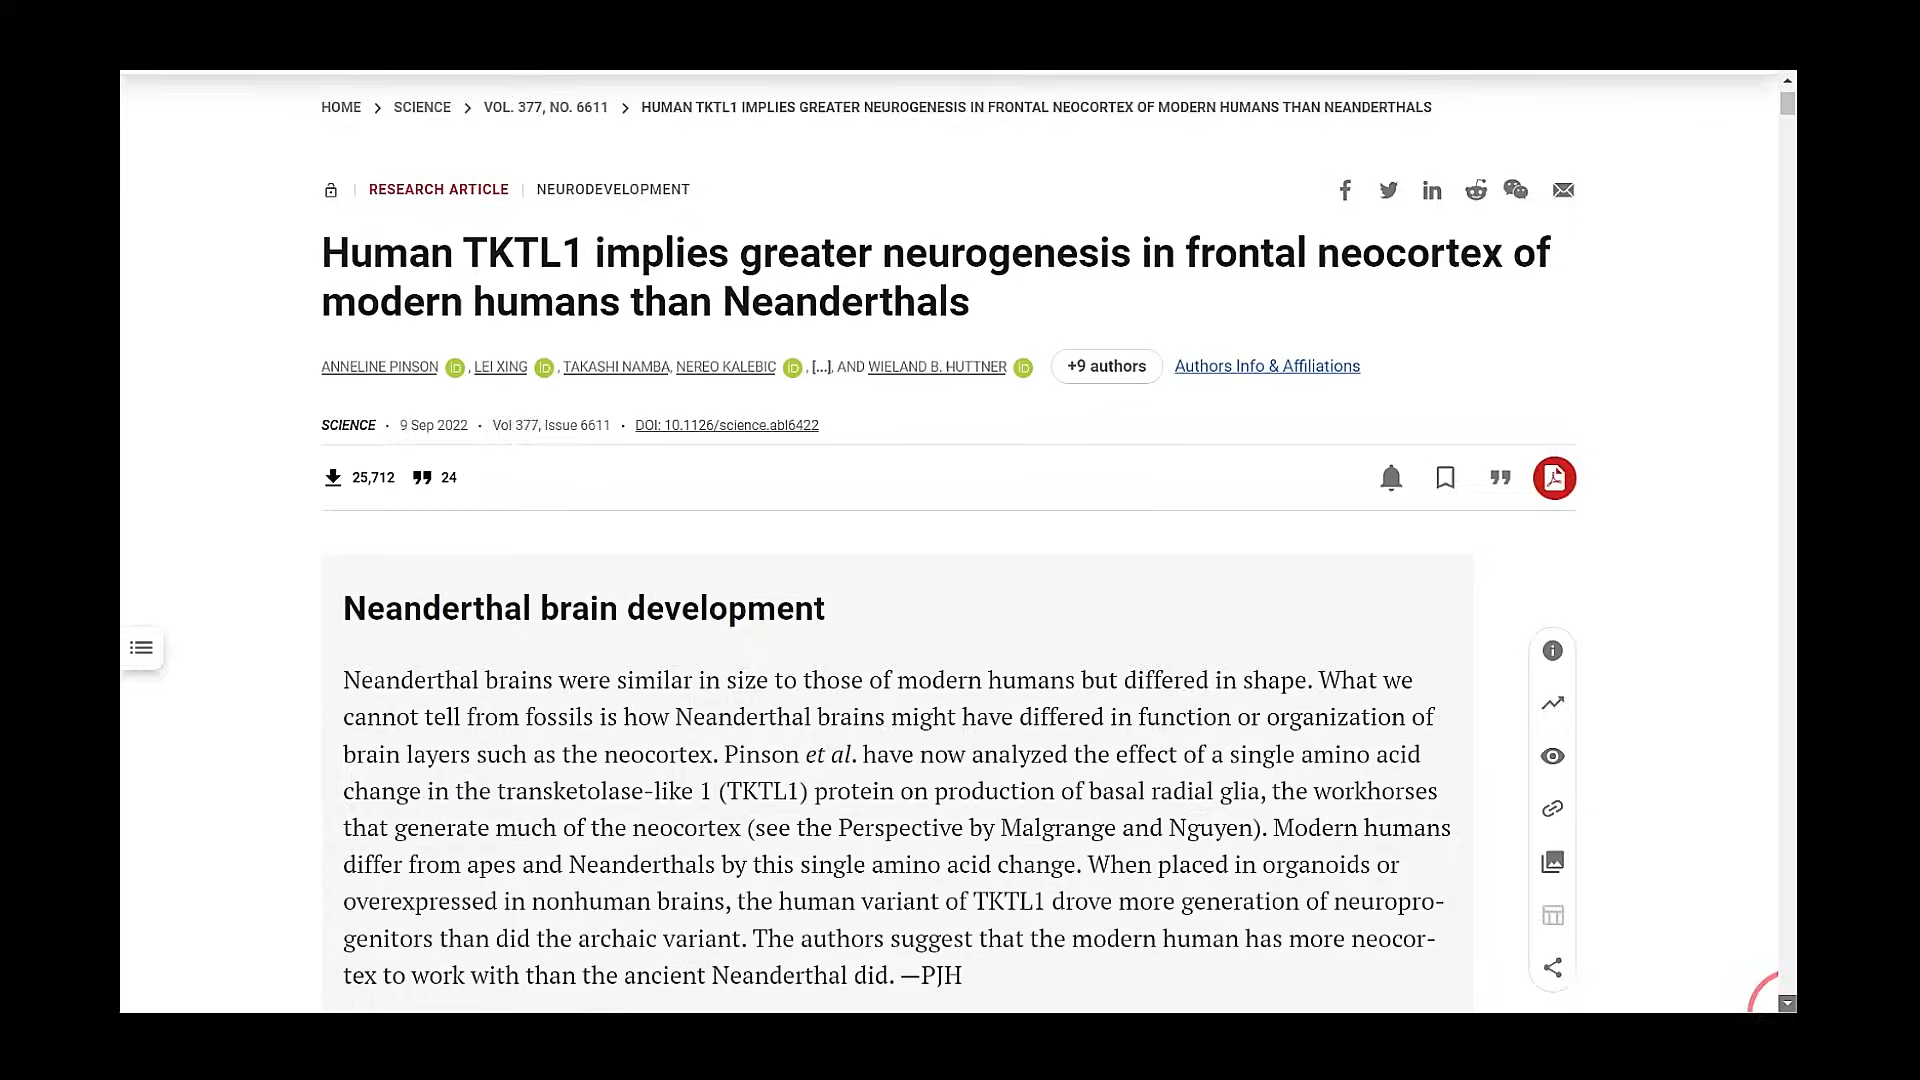 HOME > SCIENCE > VOL. 377, NO. 6611 > HUMAN TKTL1 IMPLIES GREATER NEUROGENESIS IN FRONTAL NEOCORTEX OF MODERN HUMANS THAN NEANDERTHALS
RESEARCH ARTICLE | NEURODEVELOPMENT
Human TKTL1 implies greater neurogenesis in frontal neocortex of
modern humans than Neanderthals
ANNELINE PINSON iD, LEI XING iD, TAKASHI NAMBA, NEREO KALEBIC iD, [...], AND WIELAND B. HUTTNER iD +9 authors Authors Info & Affiliations
SCIENCE · 9 Sep 2022 · Vol 377, Issue 6611 · DOI: 10.1126/science.abl6422
25,712 24
Neanderthal brain development
Neanderthal brains were similar in size to those of modern humans but differed in shape. What we
cannot tell from fossils is how Neanderthal brains might have differed in function or organization of
brain layers such as the neocortex. Pinson et al. have now analyzed the effect of a single amino acid
change in the transketolase-like 1 (TKTL1) protein on production of basal radial glia, the workhorses
that generate much of the neocortex (see the Perspective by Malgrange and Nguyen). Modern humans
differ from apes and Neanderthals by this single amino acid change. When placed in organoids or
overexpressed in nonhuman brains, the human variant of TKTL1 drove more generation of neuropro-
genitors than did the archaic variant. The authors suggest that the modern human has more neocor-
tex to work with than the ancient Neanderthal did. —PJH